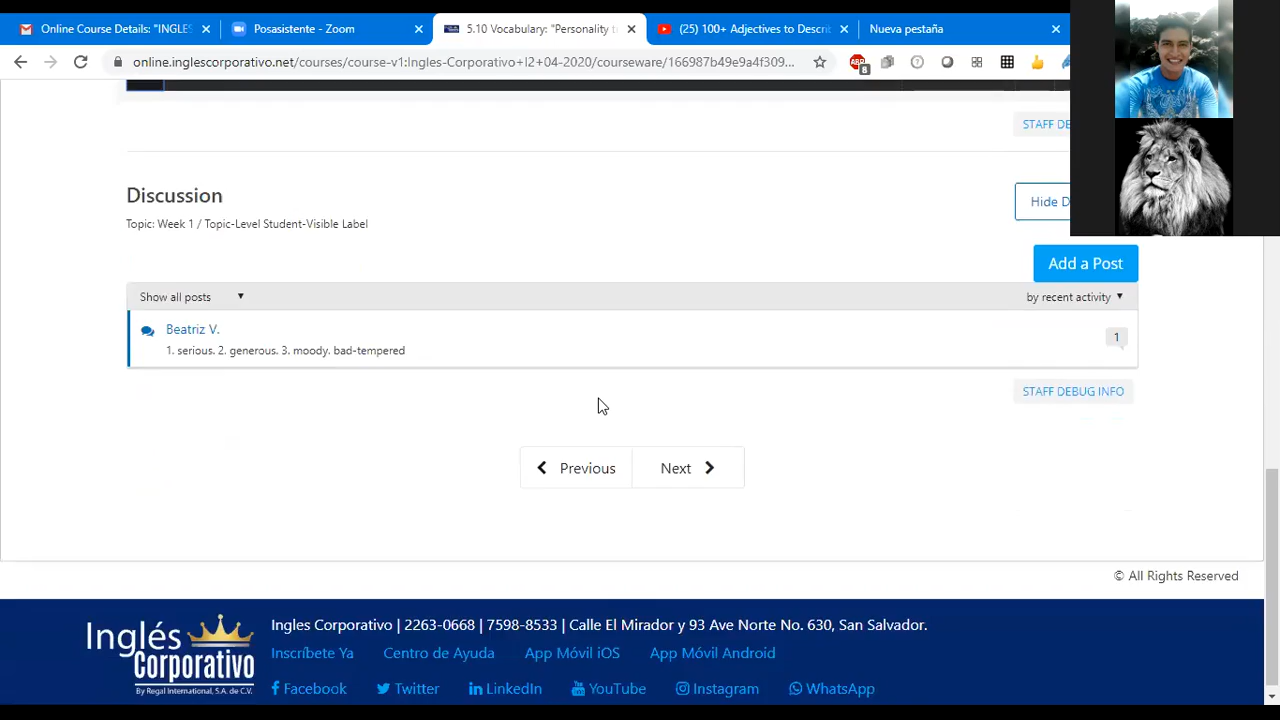 Online Course Details: "INGLES
Posasistente - Zoom
5.10 Vocabulary: "Personality t
(25) 100+ Adjectives to Describ
Nueva pestaña
online.inglescorporativo.net/courses/course-v1:Ingles-Corporativo+I2+04-2020/courseware/166987b49e9a4f309...
ABP
8
STAFF DE
Discussion
Topic: Week 1 / Topic-Level Student-Visible Label
Hide D
Add a Post
Show all posts
by recent activity
Beatriz V.
1. serious. 2. generous. 3. moody. bad-tempered
1
STAFF DEBUG INFO
Previous
Next
© All Rights Reserved
Inglés Corporativo
By Regal International, S.A. de C.V.
Ingles Corporativo | 2263-0668 | 7598-8533 | Calle El Mirador y 93 Ave Norte No. 630, San Salvador.
Inscríbete Ya Centro de Ayuda App Móvil iOS App Móvil Android
Facebook Twitter LinkedIn YouTube Instagram WhatsApp